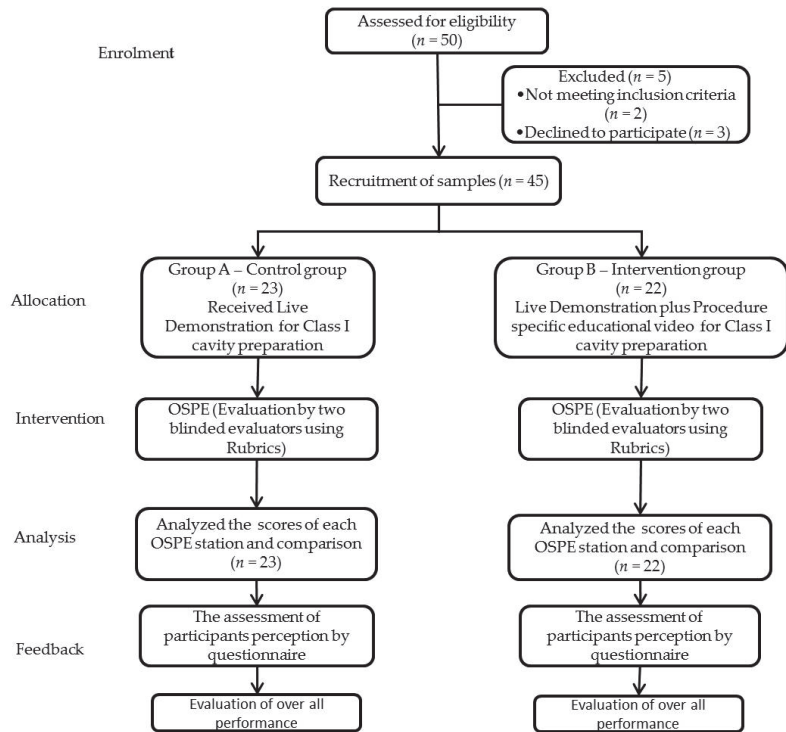 Assessed for eligibility
(n = 50)
Enrolment
Excluded (n = 5)
•Not meeting inclusion criteria
(n = 2)
•Declined to participate (n = 3)
Recruitment of samples (n = 45)
Allocation
Group A – Control group
(n = 23)
Received Live
Demonstration for Class I
cavity preparation
Group B – Intervention group
(n = 22)
Live Demonstration plus Procedure
specific educational video for Class I
cavity preparation
Intervention
OSPE (Evaluation by two
blinded evaluators using
Rubrics)
OSPE (Evaluation by two
blinded evaluators using
Rubrics)
Analysis
Analyzed the scores of each
OSPE station and comparison
(n = 23)
Analyzed the scores of each
OSPE station and comparison
(n = 22)
Feedback
The assessment of
participants perception by
questionnaire
The assessment of
participants perception by
questionnaire
Evaluation of over all
performance
Evaluation of over all
performance